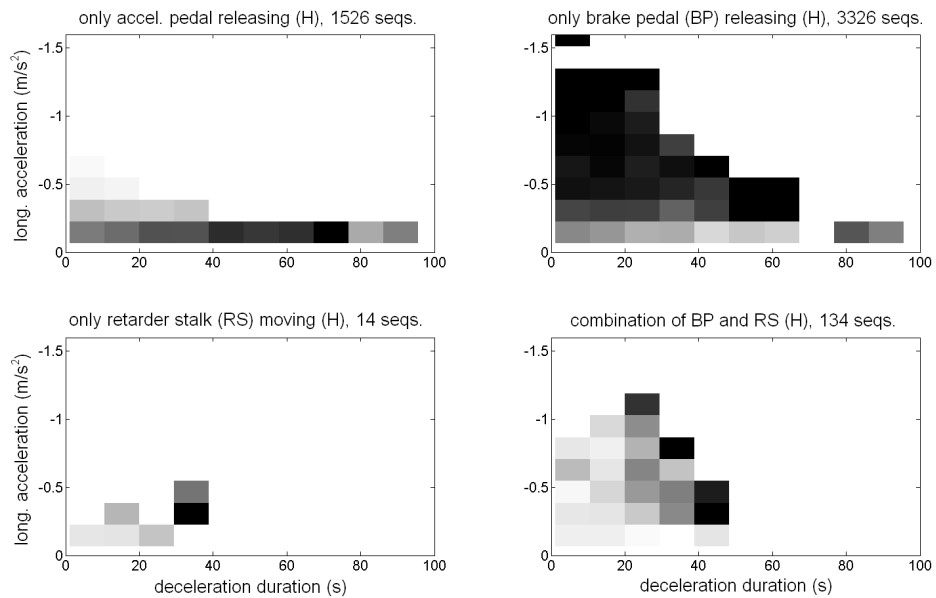 only accel. pedal releasing (H), 1526 seqs.
only brake pedal (BP) releasing (H), 3326 seqs.
long. acceleration (m/s²)
-1.5
-1
-0.5
0
0 20 40 60 80 100
-1.5
-1
-0.5
0
0 20 40 60 80 100
only retarder stalk (RS) moving (H), 14 seqs.
combination of BP and RS (H), 134 seqs.
long. acceleration (m/s²)
-1.5
-1
-0.5
0
0 20 40 60 80 100
deceleration duration (s)
-1.5
-1
-0.5
0
0 20 40 60 80 100
deceleration duration (s)